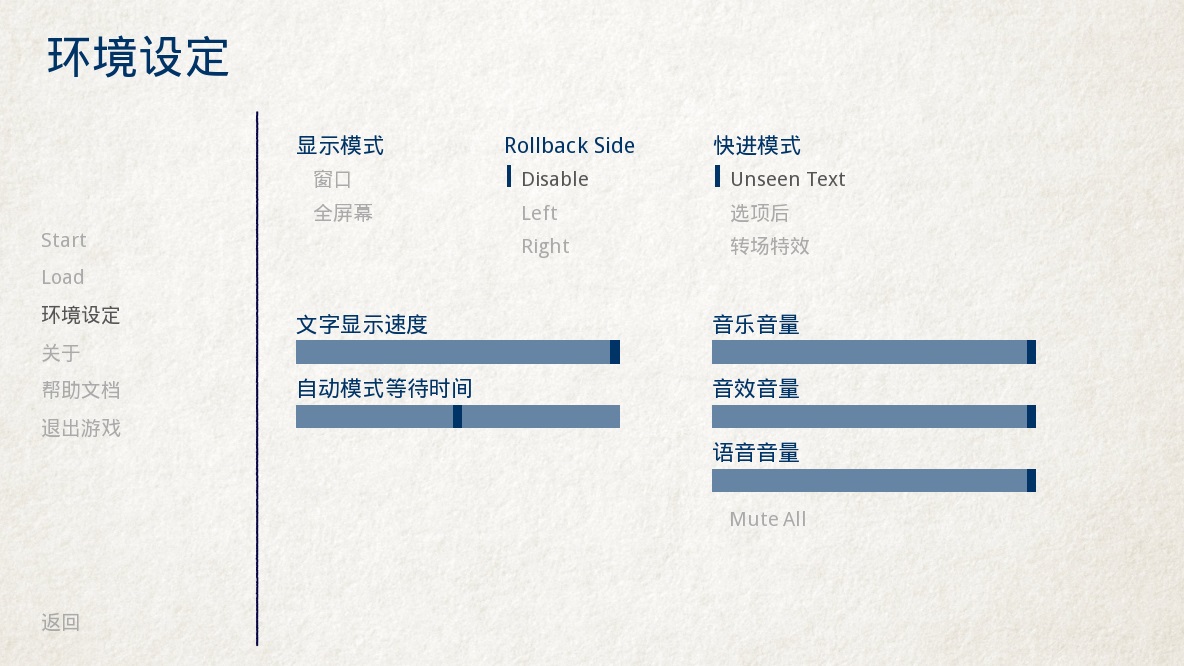 环境设定
Start
Load
环境设定
关于
帮助文档
退出游戏
返回
显示模式
窗口
全屏幕
Rollback Side
Disable
Left
Right
快进模式
Unseen Text
选项后
转场特效
文字显示速度
自动模式等待时间
音乐音量
音效音量
语音音量
Mute All